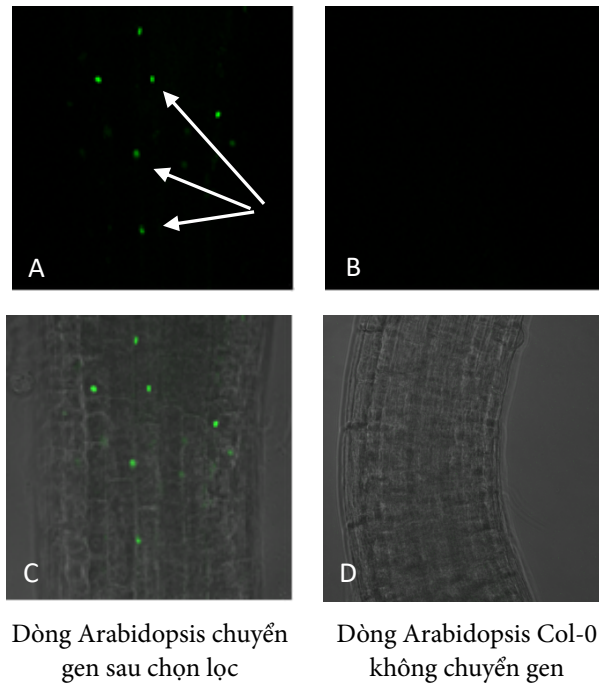 A
B
C
D
Dòng Arabidopsis chuyển
gen sau chọn lọc
Dòng Arabidopsis Col-0
không chuyển gen